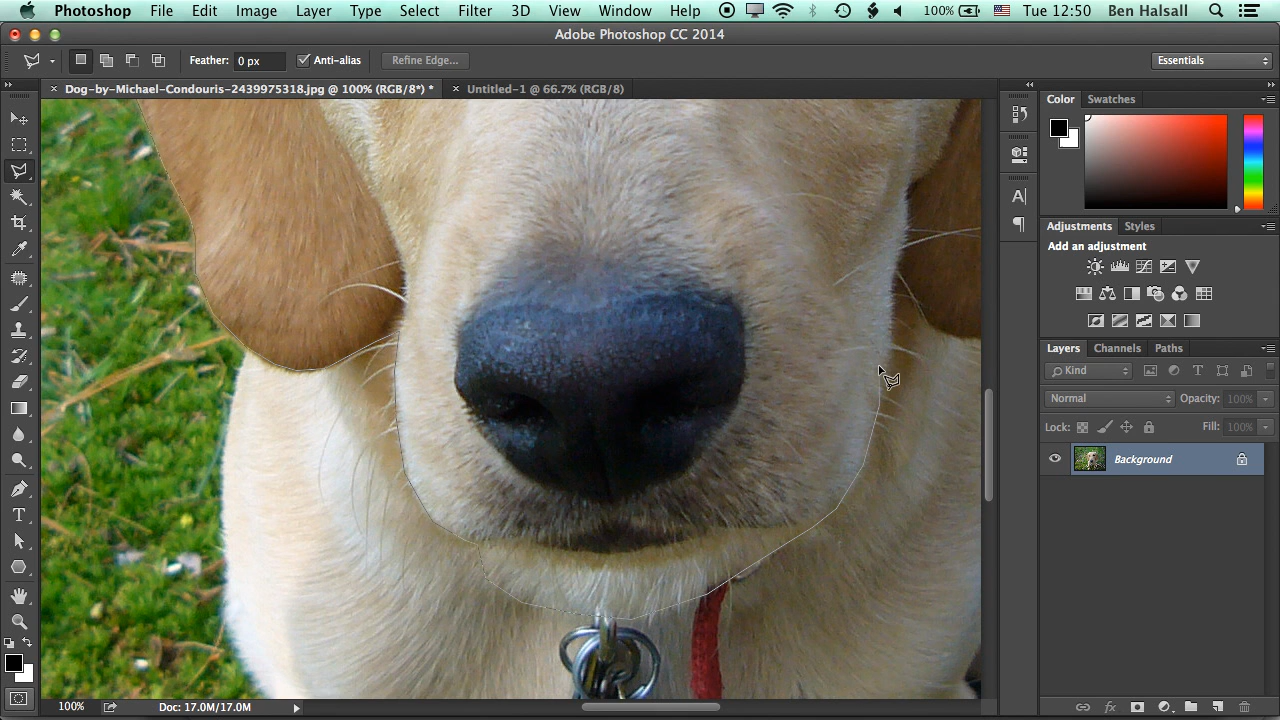 Photoshop File Edit Image Layer Type Select Filter 3D View Window Help 100% Tue 12:50 Ben Halsall
Adobe Photoshop CC 2014
Feather: 0 px Anti-alias Refine Edge... Essentials
Dog-by-Michael-Condouris-2439975318.jpg @ 100% (RGB/8*) * Untitled-1 @ 66.7% (RGB/8)
Color Swatches
Adjustments Styles
Add an adjustment
Layers Channels Paths
Kind
Normal Opacity: 100%
Lock: Fill: 100%
Background
100% Doc: 17.0M/17.0M